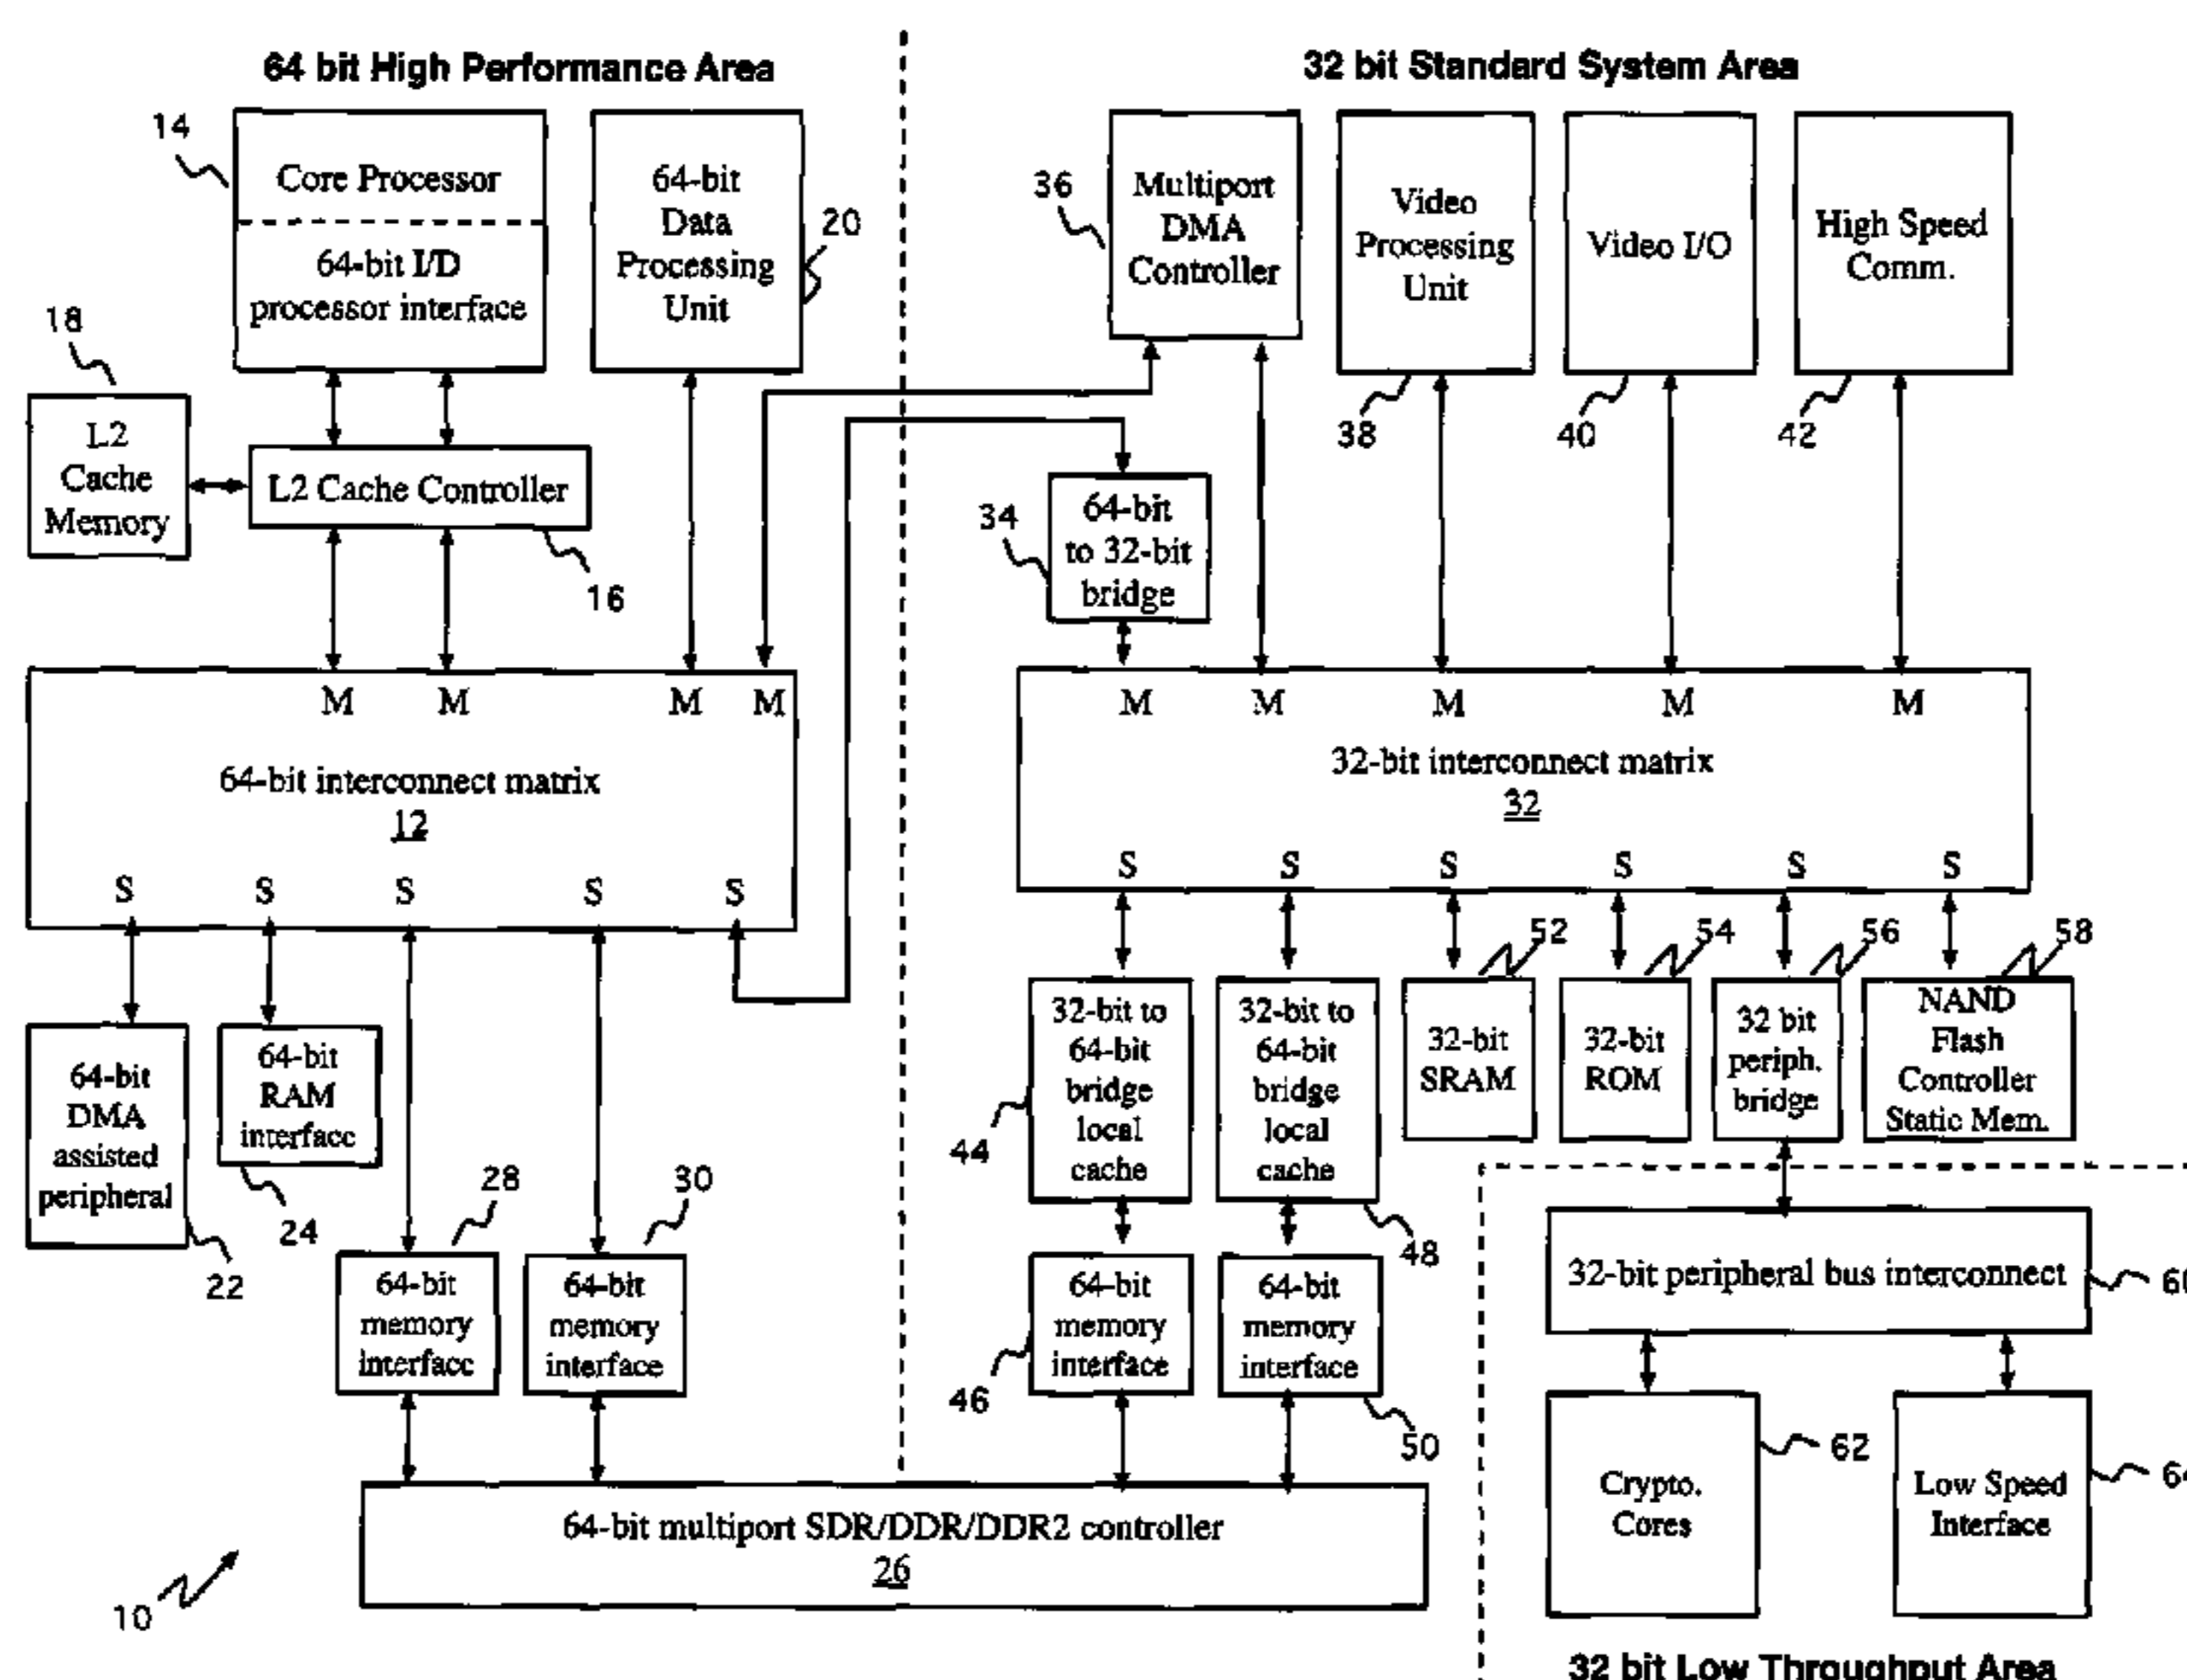 64 bit High Performance Area
32 bit Standard System Area
14
Core Processor
64-bit I/D
processor interface
64-bit
Data
Processing
Unit
20
36
Multiport
DMA
Controller
Video
Processing
Unit
38
Video I/O
40
High Speed
Comm.
42
18
L2
Cache
Memory
L2 Cache Controller
16
34
64-bit
to 32-bit
bridge
M
M
M
M
64-bit interconnect matrix
12
S
S
S
S
S
M
M
M
M
M
32-bit interconnect matrix
32
S
S
S
S
S
S
52
54
56
58
64-bit
DMA
assisted
peripheral
22
64-bit
RAM
interface
24
28
30
64-bit
memory
interface
64-bit
memory
interface
32-bit to
64-bit
bridge
local
cache
44
32-bit to
64-bit
bridge
local
cache
48
32-bit
SRAM
32-bit
ROM
32 bit
periph.
bridge
NAND
Flash
Controller
Static Mem.
64-bit
memory
interface
46
64-bit
memory
interface
50
32-bit peripheral bus interconnect
Crypto.
Cores
62
Low Speed
Interface
64-bit multiport SDR/DDR/DDR2 controller
26
10
32 bit Low Throughput Area